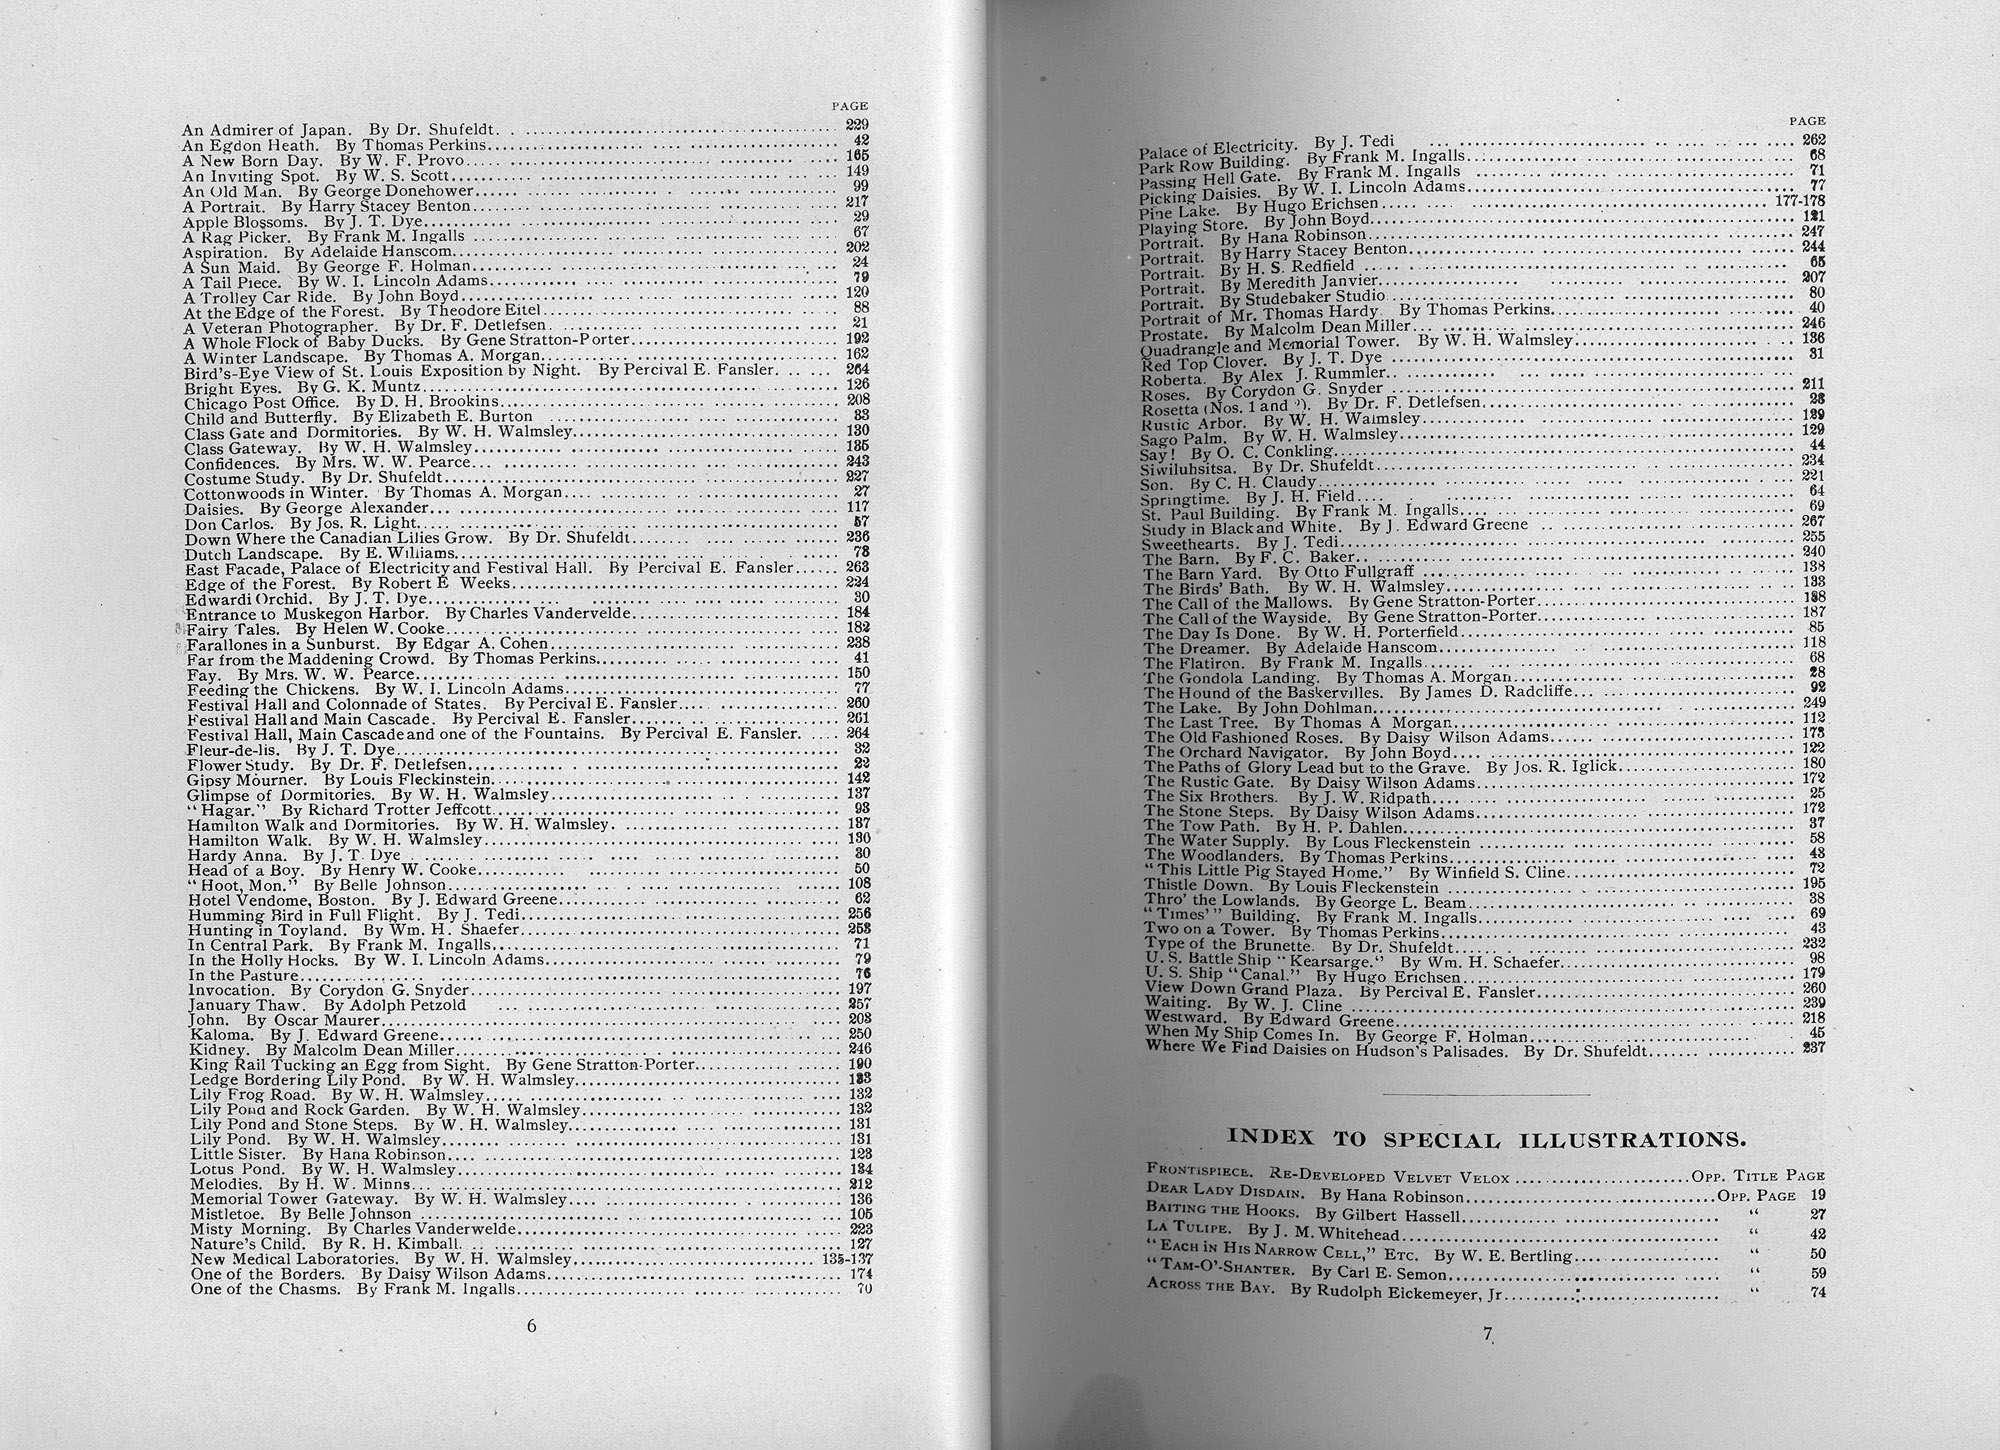 PAGE
An Admirer of Japan. By Dr. Shufeldt. 229
An Egdon Heath. By Thomas Perkins 42
A New Born Day. By W. F. Provo 165
An Inviting Spot. By W. S. Scott 149
An Old Man. By George Donehower 99
A Portrait. By Harry Stacey Benton 217
Apple Blossoms. By J. T. Dye 29
A Rag Picker. By Frank M. Ingalls 67
Aspiration. By Adelaide Hanscom 202
A Sun Maid. By George F. Holman 24
A Tail Piece. By W. I. Lincoln Adams 79
A Trolley Car Ride. By John Boyd 120
At the Edge of the Forest. By Theodore Eitel 88
A Veteran Photographer. By Dr. F. Detlefsen 21
A Whole Flock of Baby Ducks. By Gene Stratton-Porter 192
A Winter Landscape. By Thomas A. Morgan 162
Bird's-Eye View of St. Louis Exposition by Night. By Percival E. Fansler. 264
Bright Eyes. By G. K. Muntz 126
Chicago Post Office. By D. H. Brookins 208
Child and Butterfly. By Elizabeth E. Burton 33
Class Gate and Dormitories. By W. H. Walmsley 130
Class Gateway. By W. H. Walmsley 135
Confidences. By Mrs. W. W. Pearce 243
Costume Study. By Dr. Shufeldt 227
Cottonwoods in Winter. By Thomas A. Morgan 27
Daisies. By George Alexander 117
Don Carlos. By Jos. R. Light 57
Down Where the Canadian Lilies Grow. By Dr. Shufeldt 236
Dutch Landscape. By E. Williams 73
East Facade, Palace of Electricity and Festival Hall. By Percival E. Fansler 263
Edge of the Forest. By Robert E Weeks 224
Edwardi Orchid. By J. T. Dye 30
Entrance to Muskegon Harbor. By Charles Vandervelde 184
Fairy Tales. By Helen W. Cooke 182
Farallones in a Sunburst. By Edgar A. Cohen 238
Far from the Maddening Crowd. By Thomas Perkins 41
Fay. By Mrs. W. W. Pearce 150
Feeding the Chickens. By W. I. Lincoln Adams 77
Festival Hall and Colonnade of States. By Percival E. Fansler 260
Festival Hall and Main Cascade. By Percival E. Fansler 261
Festival Hall, Main Cascade and one of the Fountains. By Percival E. Fansler. 264
Fleur-de-lis. By J. T. Dye 32
Flower Study. By Dr. F. Detlefsen 22
Gipsy Mourner. By Louis Fleckinstein 142
Glimpse of Dormitories. By W. H. Walmsley 137
"Hagar." By Richard Trotter Jeffcott 93
Hamilton Walk and Dormitories. By W. H. Walmsley. 137
Hamilton Walk. By W. H. Walmsley 130
Hardy Anna. By J. T. Dye 30
Head of a Boy. By Henry W. Cooke 50
"Hoot, Mon." By Belle Johnson 108
Hotel Vendome, Boston. By J. Edward Greene 62
Humming Bird in Full Flight. By J. Tedi 256
Hunting in Toyland. By Wm. H. Shaefer 253
In Central Park. By Frank M. Ingalls 71
In the Holly Hocks. By W. I. Lincoln Adams 79
In the Pasture 76
Invocation. By Corydon G. Snyder 197
January Thaw. By Adolph Petzold 257
John. By Oscar Maurer 203
Kaloma. By J. Edward Greene 250
Kidney. By Malcolm Dean Miller 246
King Rail Tucking an Egg from Sight. By Gene Stratton-Porter 190
Ledge Bordering Lily Pond. By W. H. Walmsley 133
Lily Frog Road. By W. H. Walmsley 132
Lily Pond and Rock Garden. By W. H. Walmsley 132
Lily Pond and Stone Steps. By W. H. Walmsley 131
Lily Pond. By W. H. Walmsley 131
Little Sister. By Hana Robinson 123
Lotus Pond. By W. H. Walmsley 134
Melodies. By H. W. Minns 212
Memorial Tower Gateway. By W. H. Walmsley 136
Mistletoe. By Belle Johnson 105
Misty Morning. By Charles Vanderwelde 223
Nature's Child. By R. H. Kimball 127
New Medical Laboratories. By W. H. Walmsley 135-137
One of the Borders. By Daisy Wilson Adams 174
One of the Chasms. By Frank M. Ingalls 70
6
PAGE
Palace of Electricity. By J. Tedi 262
Park Row Building. By Frank M. Ingalls 68
Passing Hell Gate. By Frank M. Ingalls 71
Picking Daisies. By W. I. Lincoln Adams 77
Pine Lake. By Hugo Erichsen 177-178
Playing Store. By John Boyd 121
Portrait. By Hana Robinson 247
Portrait. By Harry Stacey Benton 244
Portrait. By H. S. Redfield 65
Portrait. By Meredith Janvier 207
Portrait. By Studebaker Studio 80
Portrait of Mr. Thomas Hardy. By Thomas Perkins 40
Prostate. By Malcolm Dean Miller 246
Quadrangle and Memorial Tower. By W. H. Walmsley 136
Red Top Clover. By J. T. Dye 31
Roberta. By Alex J. Rummler
Roses. By Corydon G. Snyder 211
Rosetta (Nos. 1 and 2). By Dr. F. Detlefsen 23
Rustic Arbor. By W. H. Walmsley 129
Sago Palm. By W. H. Walmsley 129
Say! By O. C. Conkling 44
Siwiluhsitsa. By Dr. Shufeldt 234
Son. By C. H. Claudy 221
Springtime. By J. H. Field 64
St. Paul Building. By Frank M. Ingalls 69
Study in Black and White. By J. Edward Greene 267
Sweethearts. By J. Tedi 255
The Barn. By F. C. Baker 240
The Barn Yard. By Otto Fullgraff 138
The Birds' Bath. By W. H. Walmsley 133
The Call of the Mallows. By Gene Stratton-Porter 188
The Call of the Wayside. By Gene Stratton-Porter 187
The Day Is Done. By W. H. Porterfield 85
The Dreamer. By Adelaide Hanscom 118
The Flatiron. By Frank M. Ingalls 68
The Gondola Landing. By Thomas A. Morgan 28
The Hound of the Baskervilles. By James D. Radcliffe 92
The Lake. By John Dohlman 249
The Last Tree. By Thomas A Morgan 112
The Old Fashioned Roses. By Daisy Wilson Adams 173
The Orchard Navigator. By John Boyd 122
The Paths of Glory Lead but to the Grave. By Jos. R. Iglick 180
The Rustic Gate. By Daisy Wilson Adams 172
The Six Brothers. By J. W. Ridpath 25
The Stone Steps. By Daisy Wilson Adams 172
The Tow Path. By H. P. Dahlen 37
The Water Supply. By Lous Fleckenstein 58
The Woodlanders. By Thomas Perkins 43
"This Little Pig Stayed Home." By Winfield S. Cline 72
Thistle Down. By Louis Fleckenstein 195
Thro' the Lowlands. By George L. Beam 38
"Times'" Building. By Frank M. Ingalls 69
Two on a Tower. By Thomas Perkins 43
Type of the Brunette. By Dr. Shufeldt 232
U. S. Battle Ship "Kearsarge." By Wm. H. Schaefer 98
U. S. Ship "Canal." By Hugo Erichsen 179
View Down Grand Plaza. By Percival E. Fansler 260
Waiting. By W. J. Cline 239
Westward. By Edward Greene 218
When My Ship Comes In. By George F. Holman 45
Where We Find Daisies on Hudson's Palisades. By Dr. Shufeldt 237
INDEX TO SPECIAL ILLUSTRATIONS.
FRONTISPIECE. RE-DEVELOPED VELVET VELOX OPP. TITLE PAGE
DEAR LADY DISDAIN. By Hana Robinson OPP. PAGE 19
BAITING THE HOOKS. By Gilbert Hassell " 27
LA TULIPE. By J. M. Whitehead " 42
"EACH IN HIS NARROW CELL," ETC. By W. E. Bertling " 50
"TAM-O'-SHANTER. By Carl E. Semon " 59
ACROSS THE BAY. By Rudolph Eickemeyer, Jr " 74
7